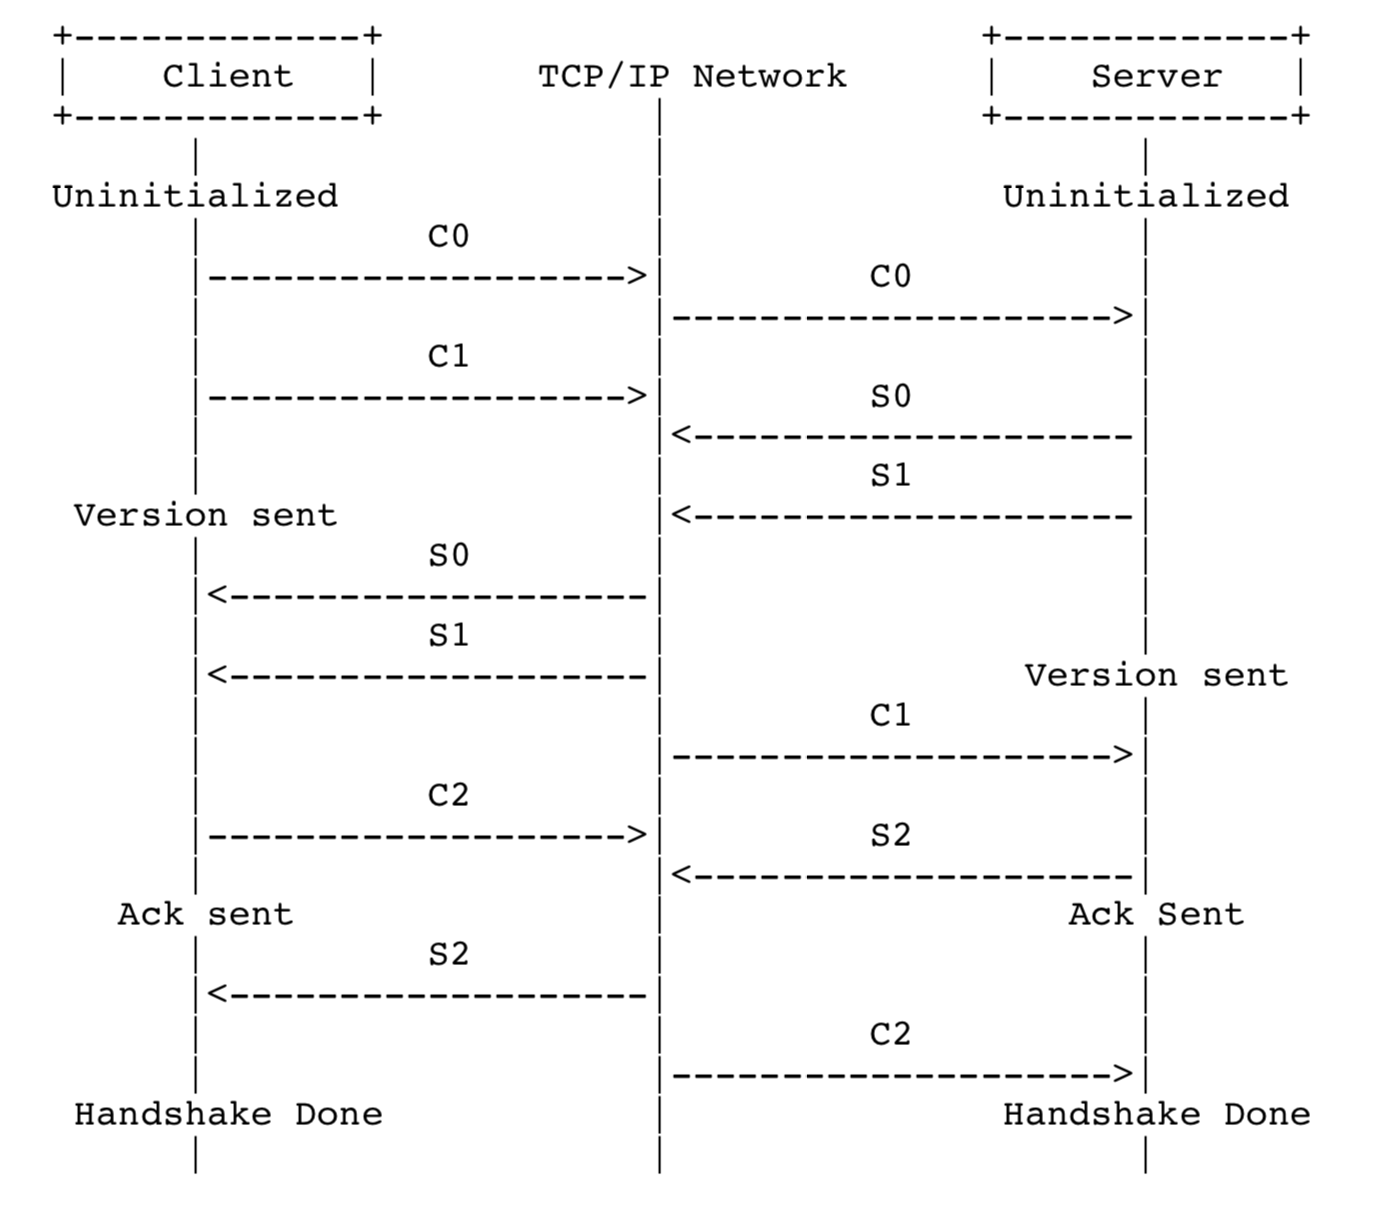 +-------------+ +-------------+
| Client | TCP/IP Network | Server |
+-------------+ | +-------------+
| | |
Uninitialized | Uninitialized
| C0 | |
|------------------->| C0 |
| |-------------------->|
| C1 | |
|------------------->| S0 |
| |<--------------------|
| | S1 |
Version sent |<--------------------|
| S0 | |
|<-------------------| |
| S1 | |
|<-------------------| Version sent
| | C1 |
| |-------------------->|
| C2 | |
|------------------->| S2 |
| |<--------------------|
Ack sent | Ack Sent
| S2 | |
|<-------------------| |
| | C2 |
| |-------------------->|
Handshake Done | Handshake Done
| | |